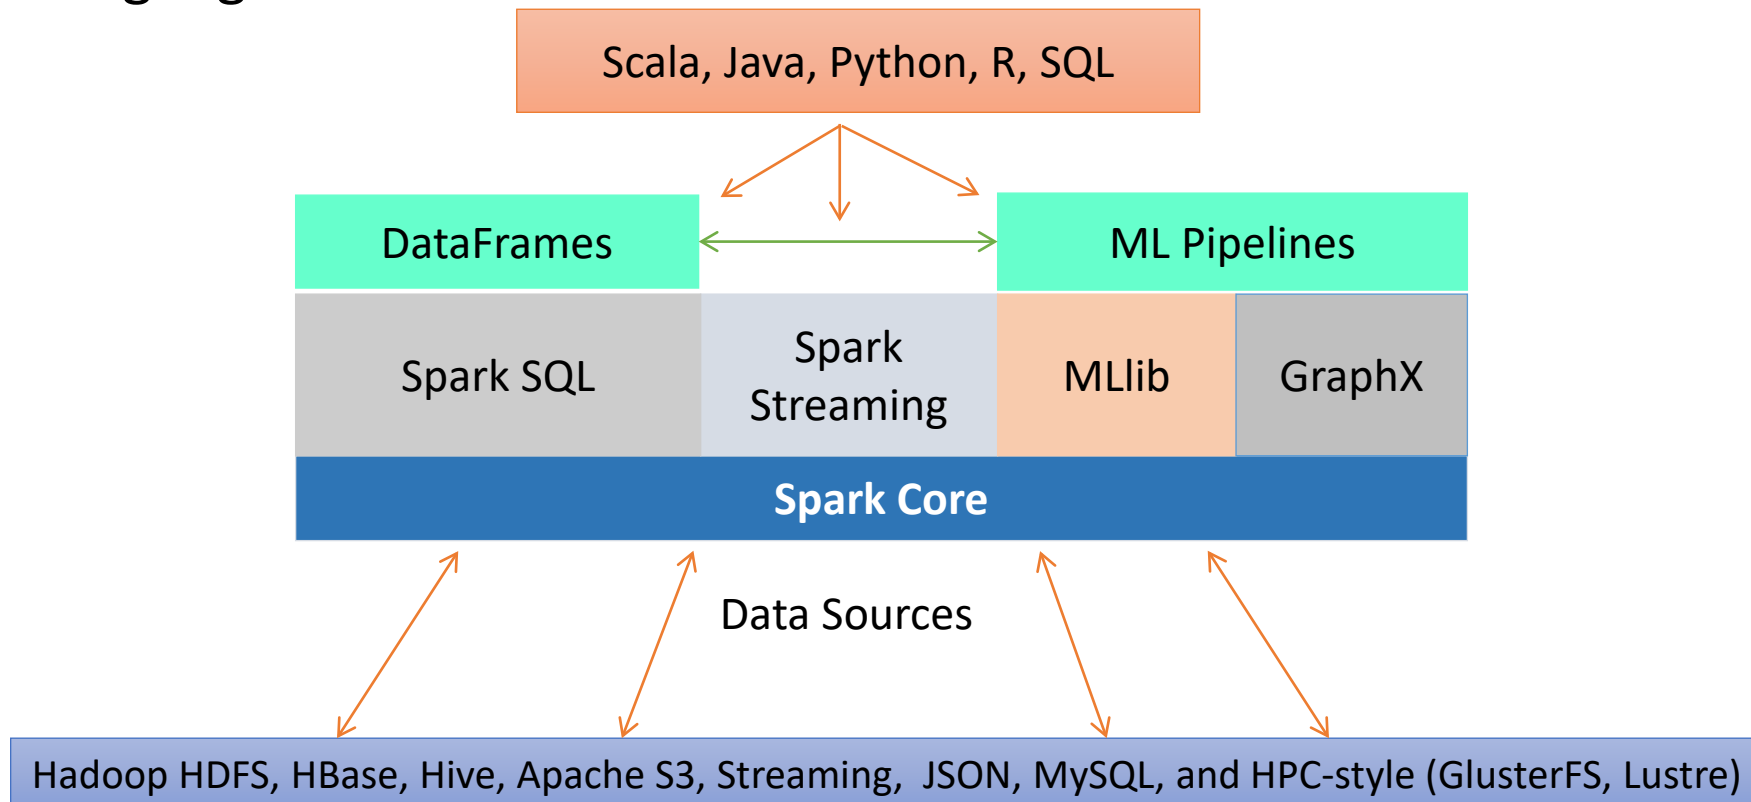 Scala, Java, Python, R, SQL
DataFrames
ML Pipelines
Spark SQL
Spark
Streaming
MLlib
GraphX
Spark Core
Data Sources
Hadoop HDFS, HBase, Hive, Apache S3, Streaming, JSON, MySQL, and HPC-style (GlusterFS, Lustre)